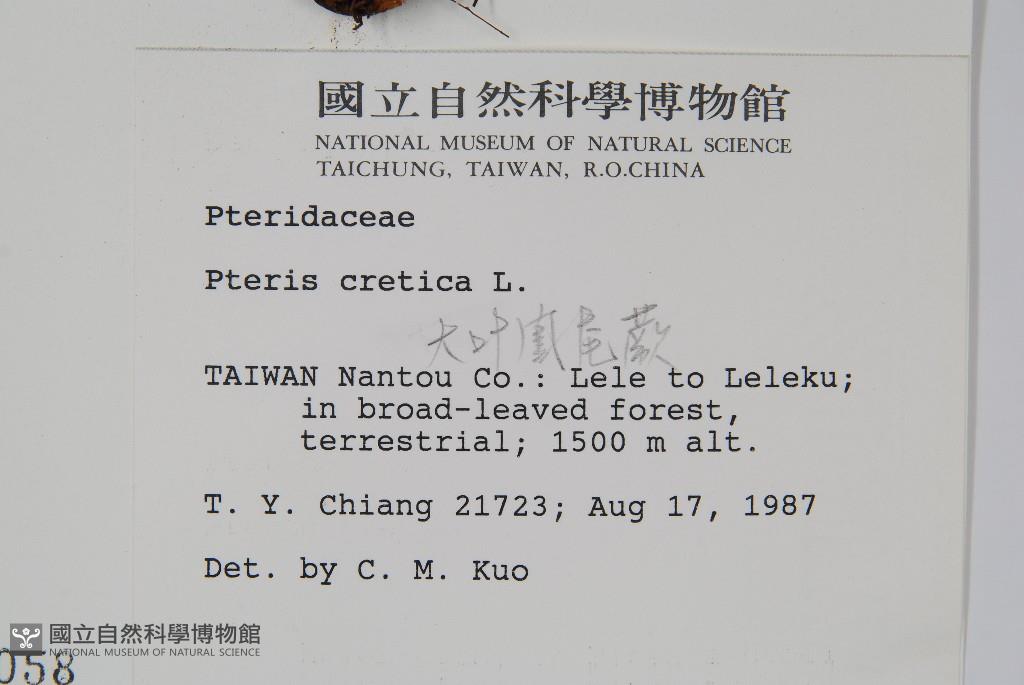 國立自然科學博物館
NATIONAL MUSEUM OF NATURAL SCIENCE
TAICHUNG, TAIWAN, R.O.CHINA
Pteridaceae
Pteris cretica L.
大叶鳳尾蕨
TAIWAN Nantou Co.: Lele to Leleku;
in broad-leaved forest,
terrestrial; 1500 m alt.
T. Y. Chiang 21723; Aug 17, 1987
Det. by C. M. Kuo
國立自然科學博物館
NATIONAL MUSEUM OF NATURAL SCIENCE
058